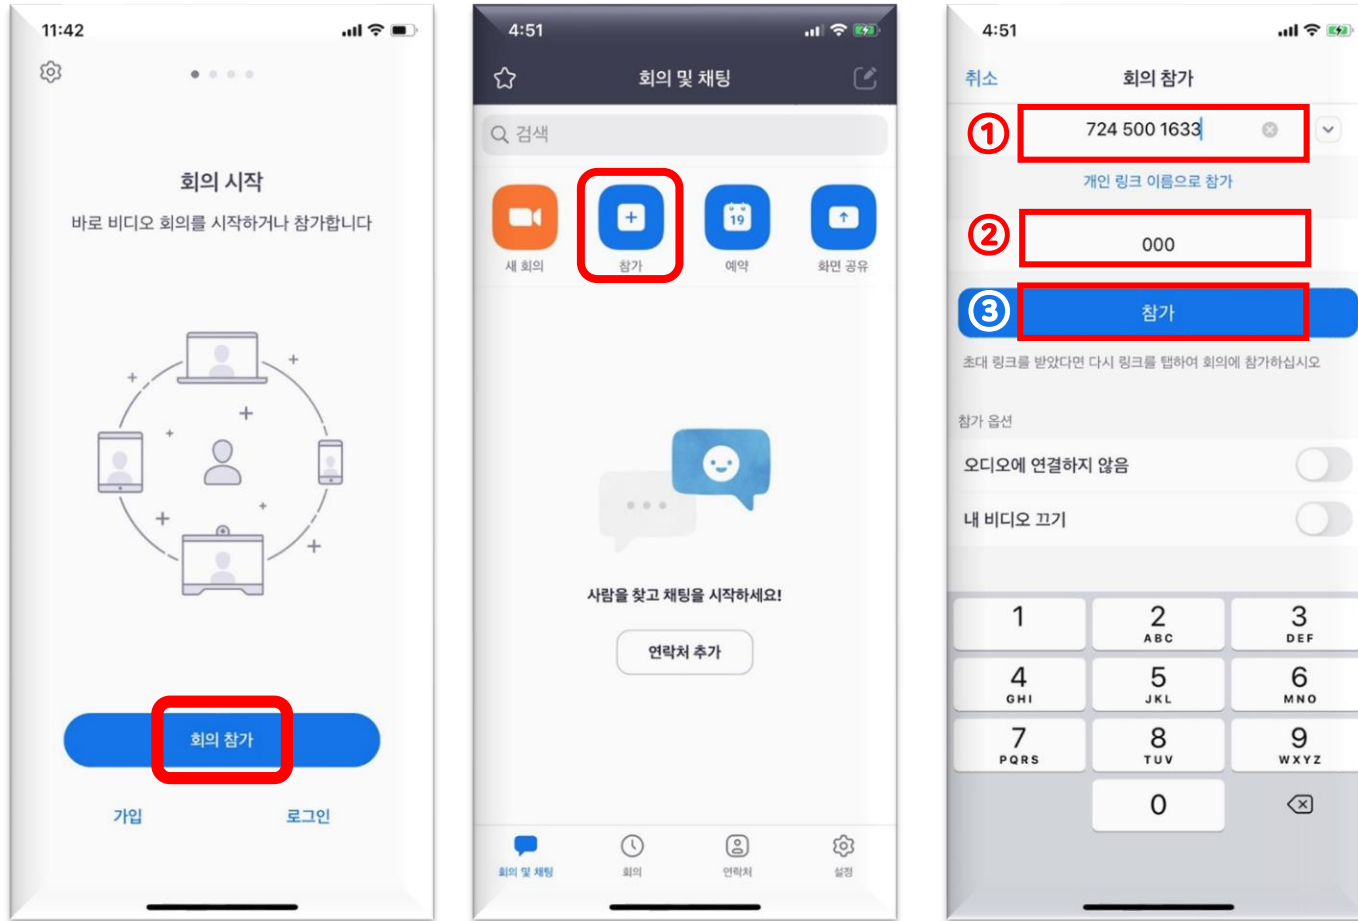 11:42
회의 시작
바로 비디오 회의를 시작하거나 참가합니다
회의 참가
가입
로그인
4:51
회의 및 채팅
검색
19
새 회의
참가
예약
화면 공유
사람을 찾고 채팅을 시작하세요!
연락처 추가
회의 및 채팅
회의
연락처
설정
4:51
취소
회의 참가
① 724 500 1633
개인 링크 이름으로 참가
② 000
③ 참가
초대 링크를 받았다면 다시 링크를 탭하여 회의에 참가하십시오
참가 옵션
오디오에 연결하지 않음
내 비디오 끄기
1 2 3
ABC DEF
4 5 6
GHI JKL MNO
7 8 9
PQRS TUV WXYZ
0